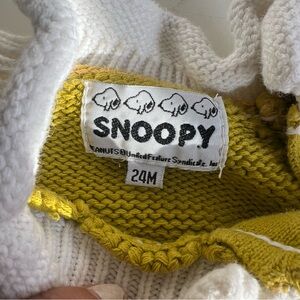 SNOOPY
PEANUTS © United Feature Syndicate, Inc.
24M